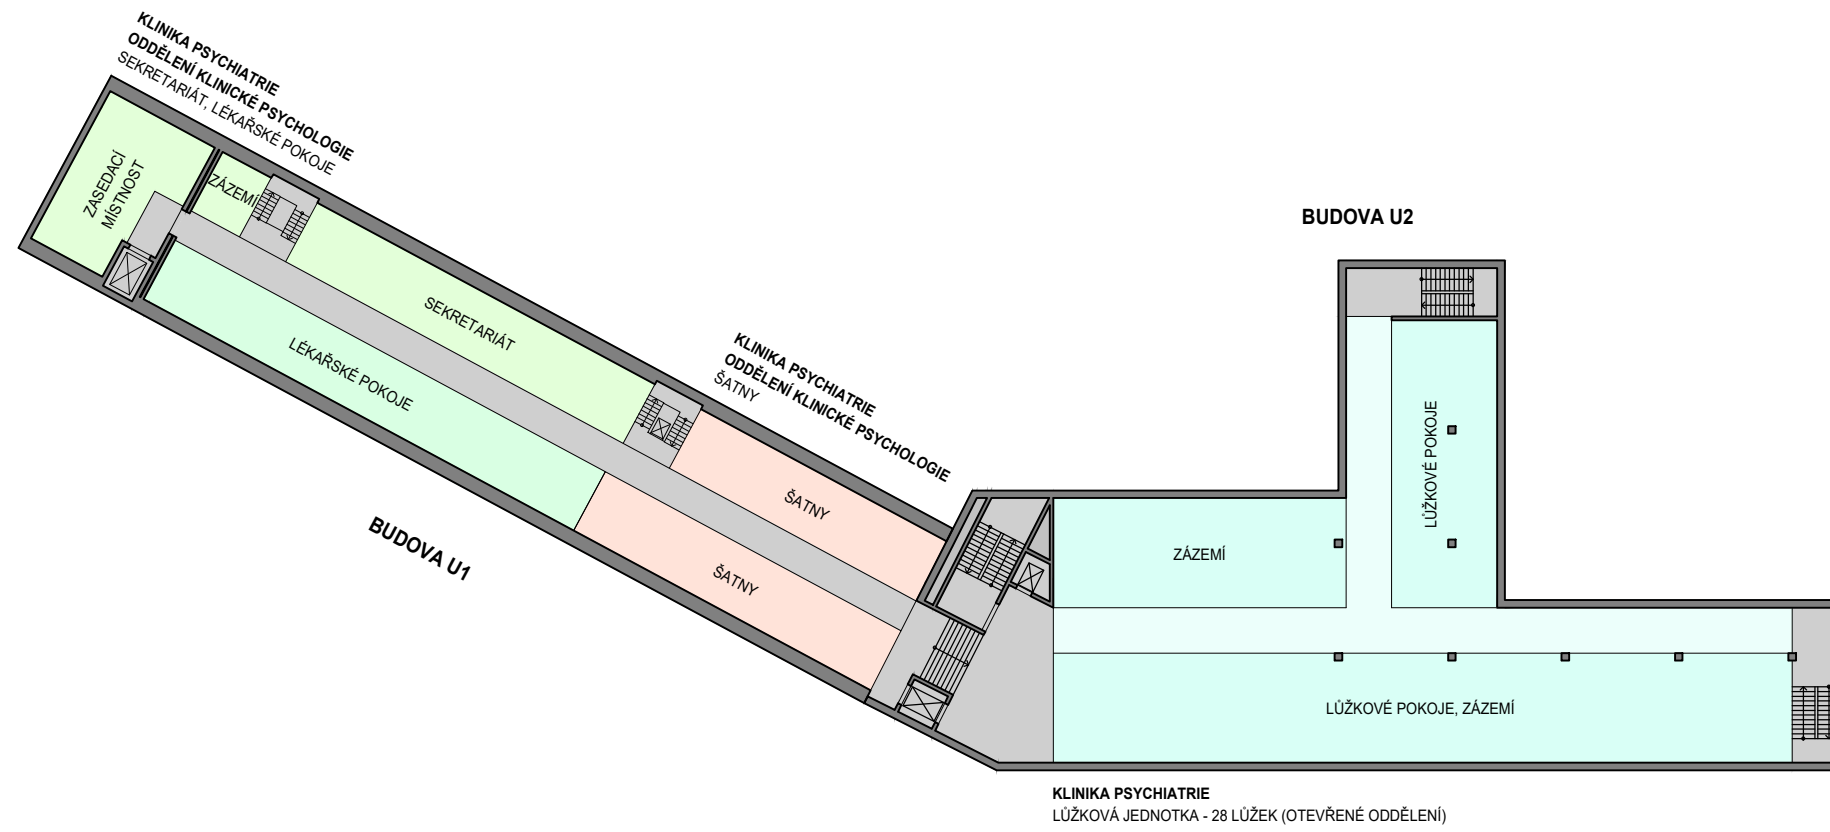 KLINIKA PSYCHIATRIE
ODDĚLENÍ KLINICKÉ PSYCHOLOGIE
SEKRETARIÁT, LÉKAŘSKÉ POKOJE
ZASEDACÍ
MÍSTNOST
ZÁZEMÍ
SEKRETARIÁT
LÉKAŘSKÉ POKOJE
KLINIKA PSYCHIATRIE
ODDĚLENÍ KLINICKÉ PSYCHOLOGIE
ŠATNY
ŠATNY
ŠATNY
BUDOVA U1
BUDOVA U2
LŮŽKOVÉ POKOJE
ZÁZEMÍ
LŮŽKOVÉ POKOJE, ZÁZEMÍ
KLINIKA PSYCHIATRIE
LŮŽKOVÁ JEDNOTKA - 28 LŮŽEK (OTEVŘENÉ ODDĚLENÍ)